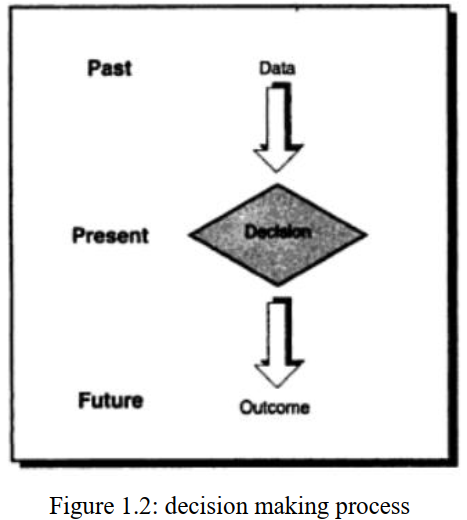 Past
Data
Present
Decision
Future
Outcome
Figure 1.2: decision making process